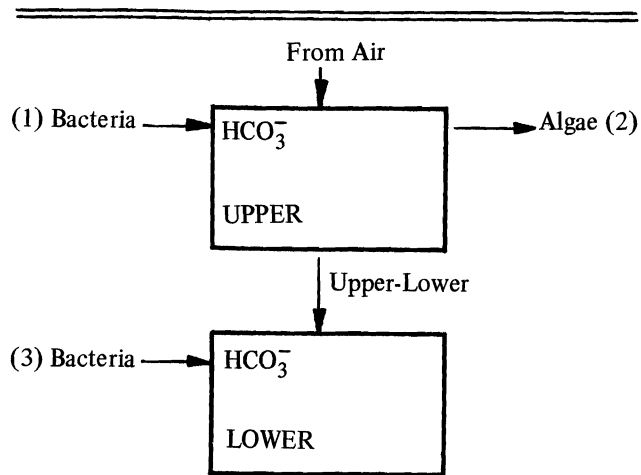 From Air
(1) Bacteria
HCO₃⁻
Algae (2)
UPPER
Upper-Lower
(3) Bacteria
HCO₃⁻
LOWER